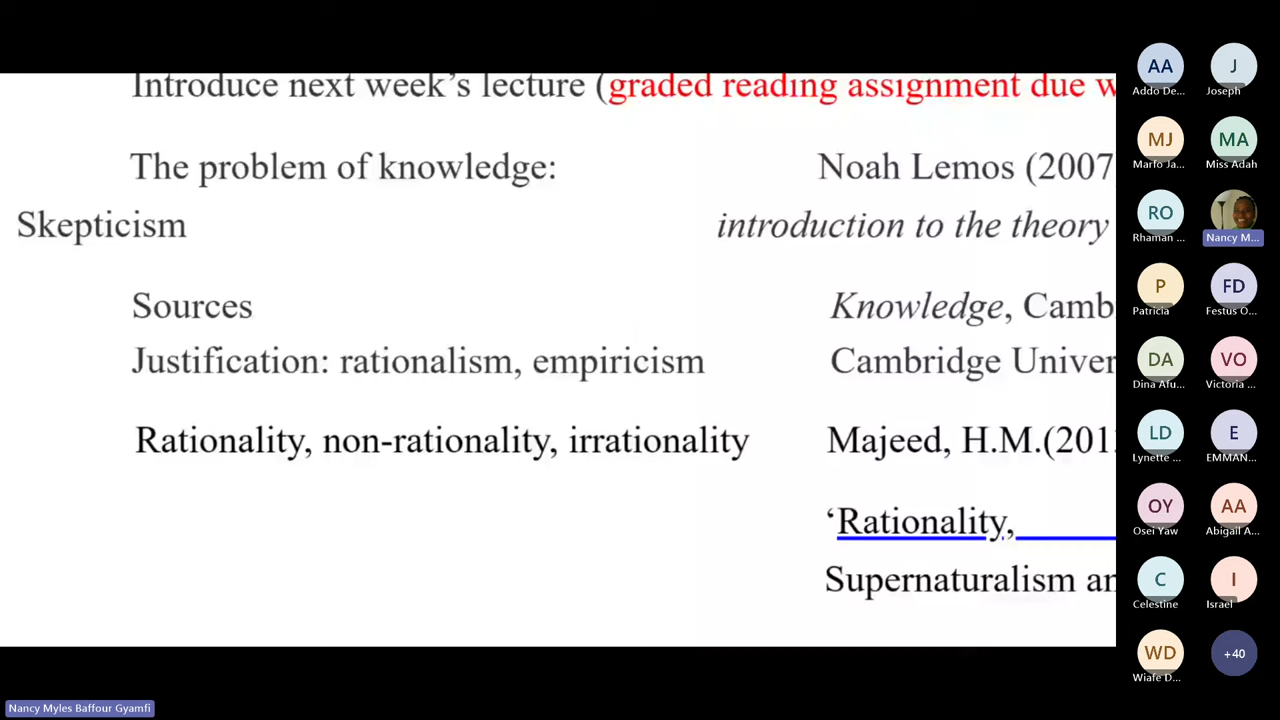 Introduce next week’s lecture (graded reading assignment due w
The problem of knowledge: Noah Lemos (2007
Skepticism introduction to the theory
Sources Knowledge, Camb
Justification: rationalism, empiricism Cambridge Univer
Rationality, non-rationality, irrationality Majeed, H.M.(201
‘Rationality,
Supernaturalism an
AA J
Addo De... Joseph
MJ MA
Marfo Ja... Miss Adah
RO
Rhaman ... Nancy M...
P FD
Patricia Festus O...
DA VO
Dina Afu... Victoria ...
LD E
Lynette ... EMMAN...
OY AA
Osei Yaw Abigail A...
C I
Celestine Israel
WD +40
Wiafe D...
Nancy Myles Baffour Gyamfi